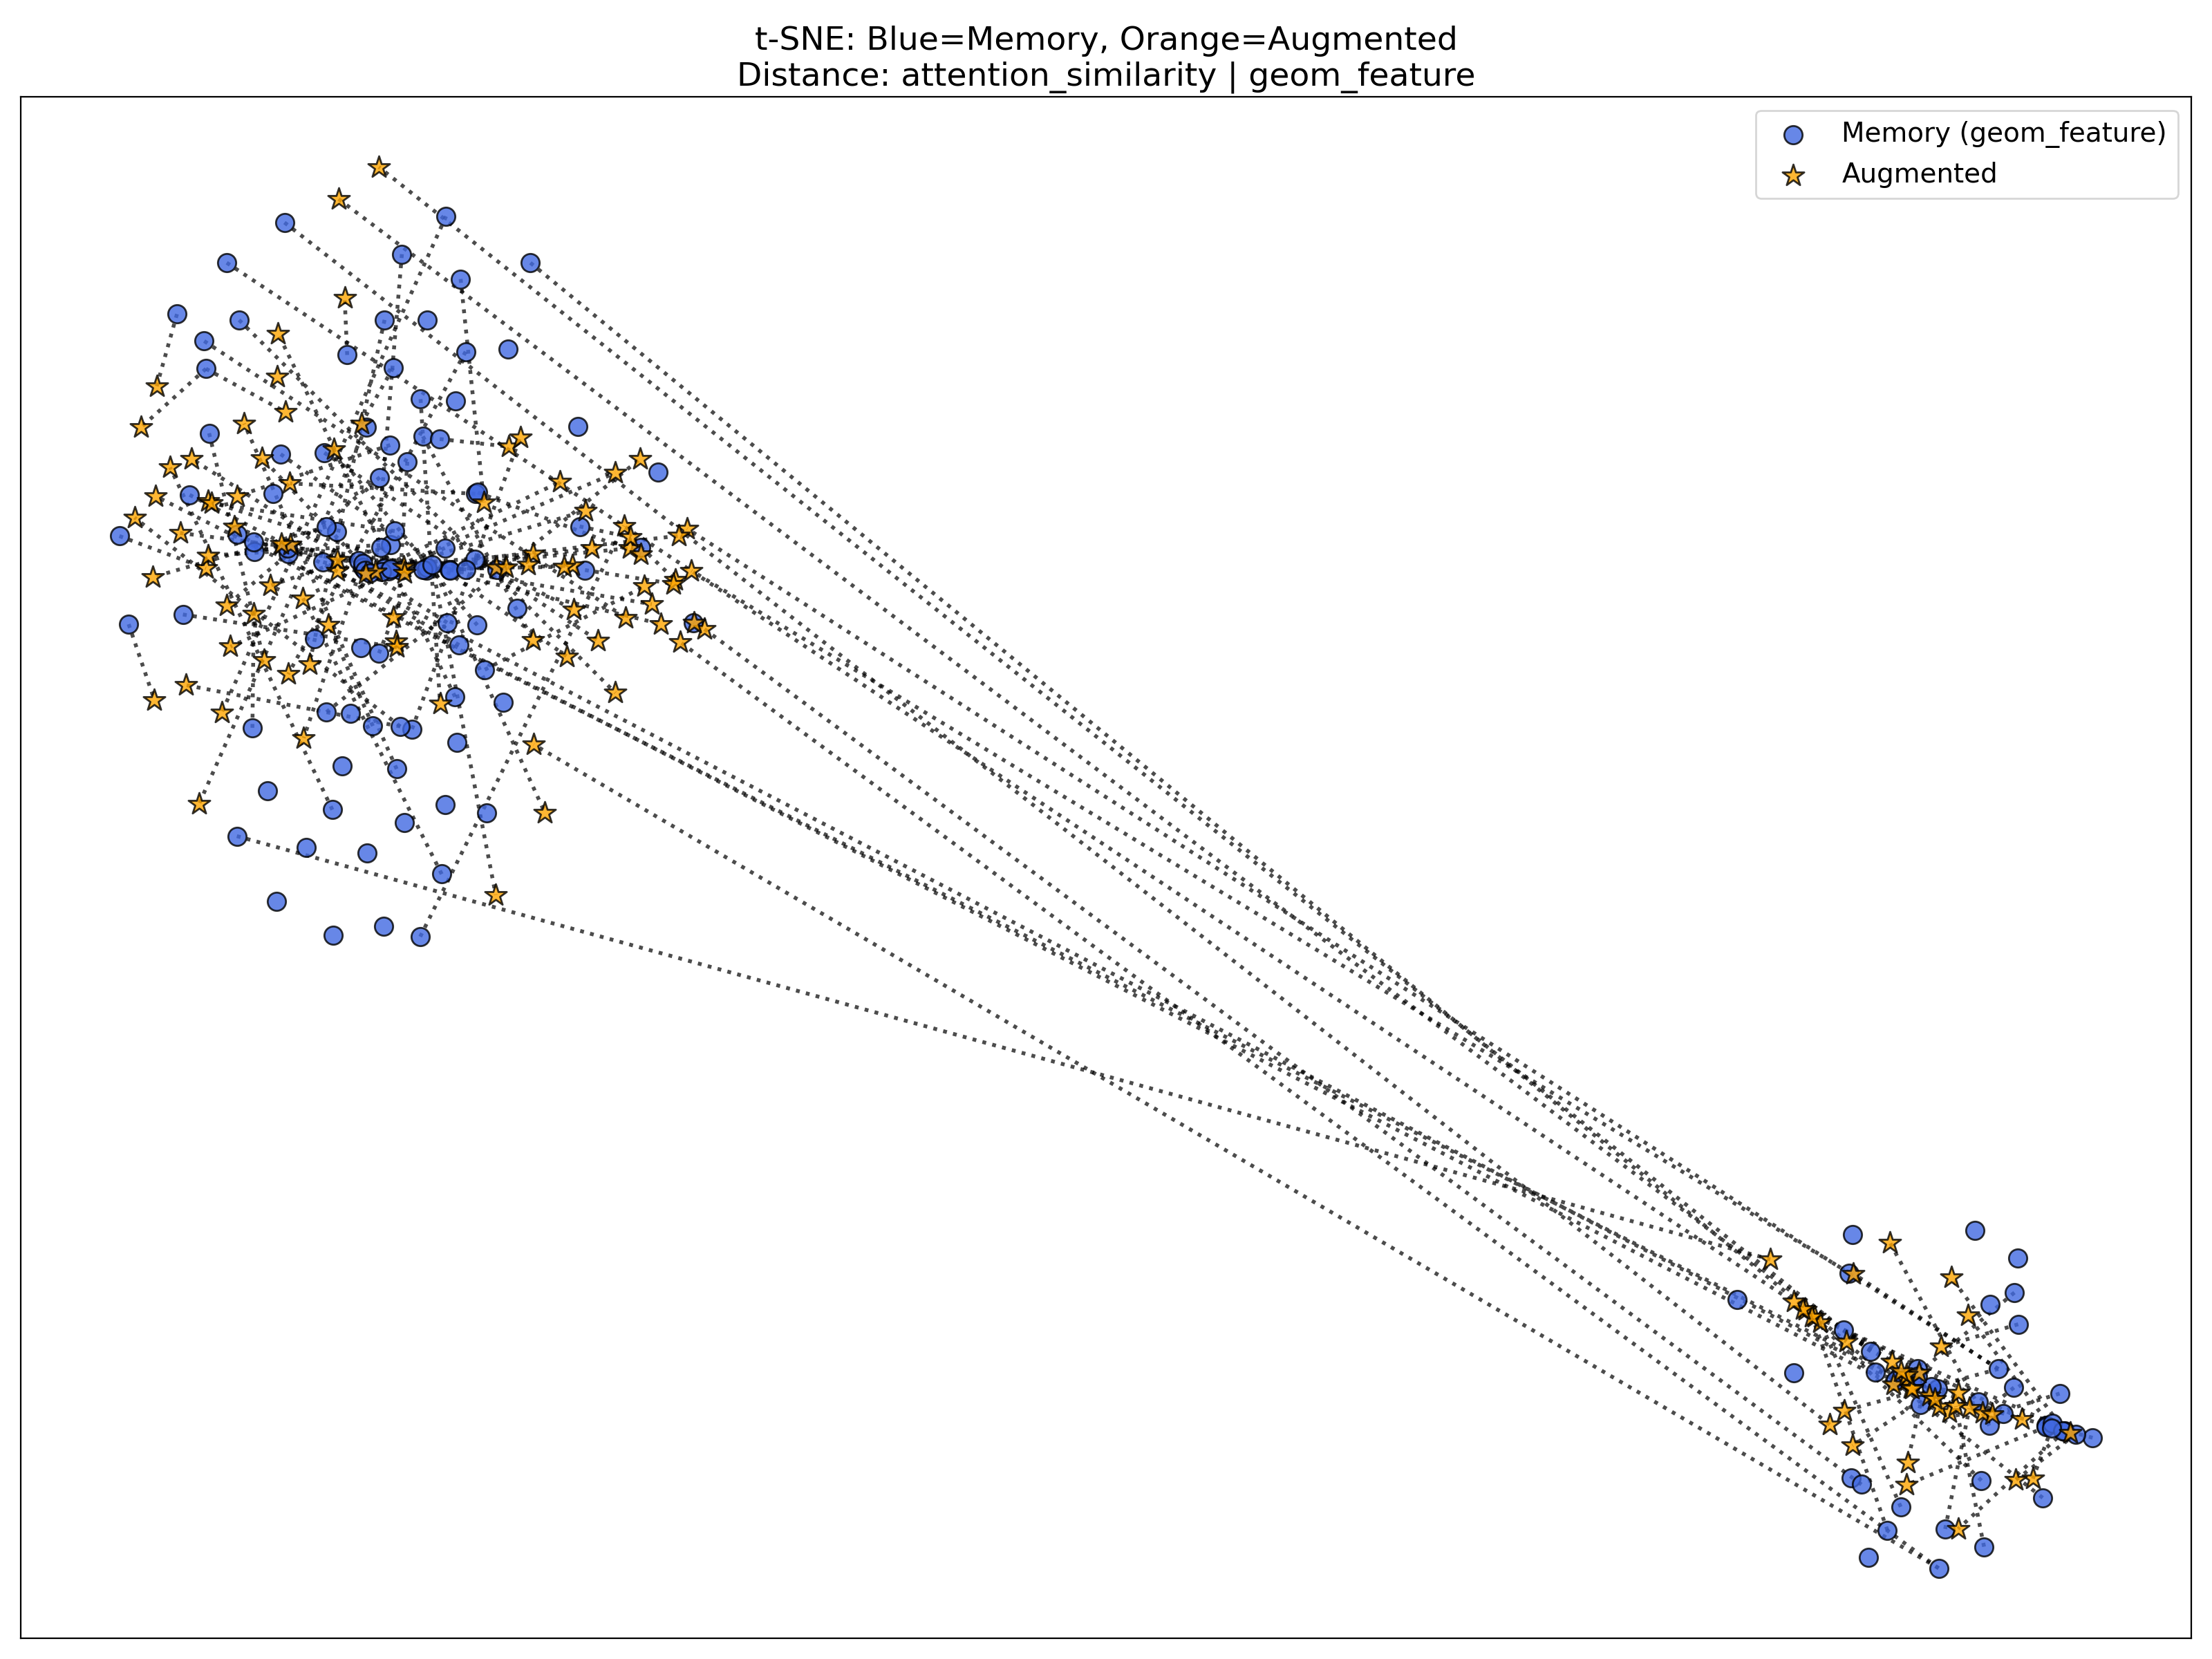 t-SNE: Blue=Memory, Orange=Augmented
Distance: attention_similarity | geom_feature
Memory (geom_feature)
Augmented